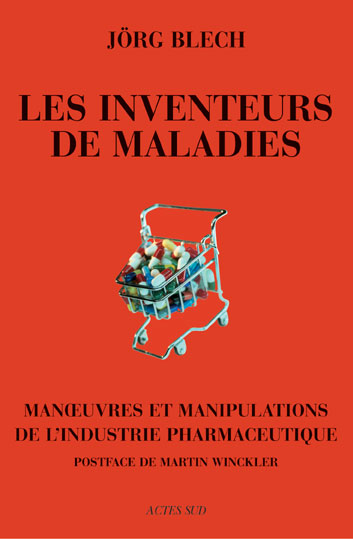 JÖRG BLECH
LES INVENTEURS
DE MALADIES
MANŒUVRES ET MANIPULATIONS
DE L'INDUSTRIE PHARMACEUTIQUE
POSTFACE DE MARTIN WINCKLER
ACTES SUD